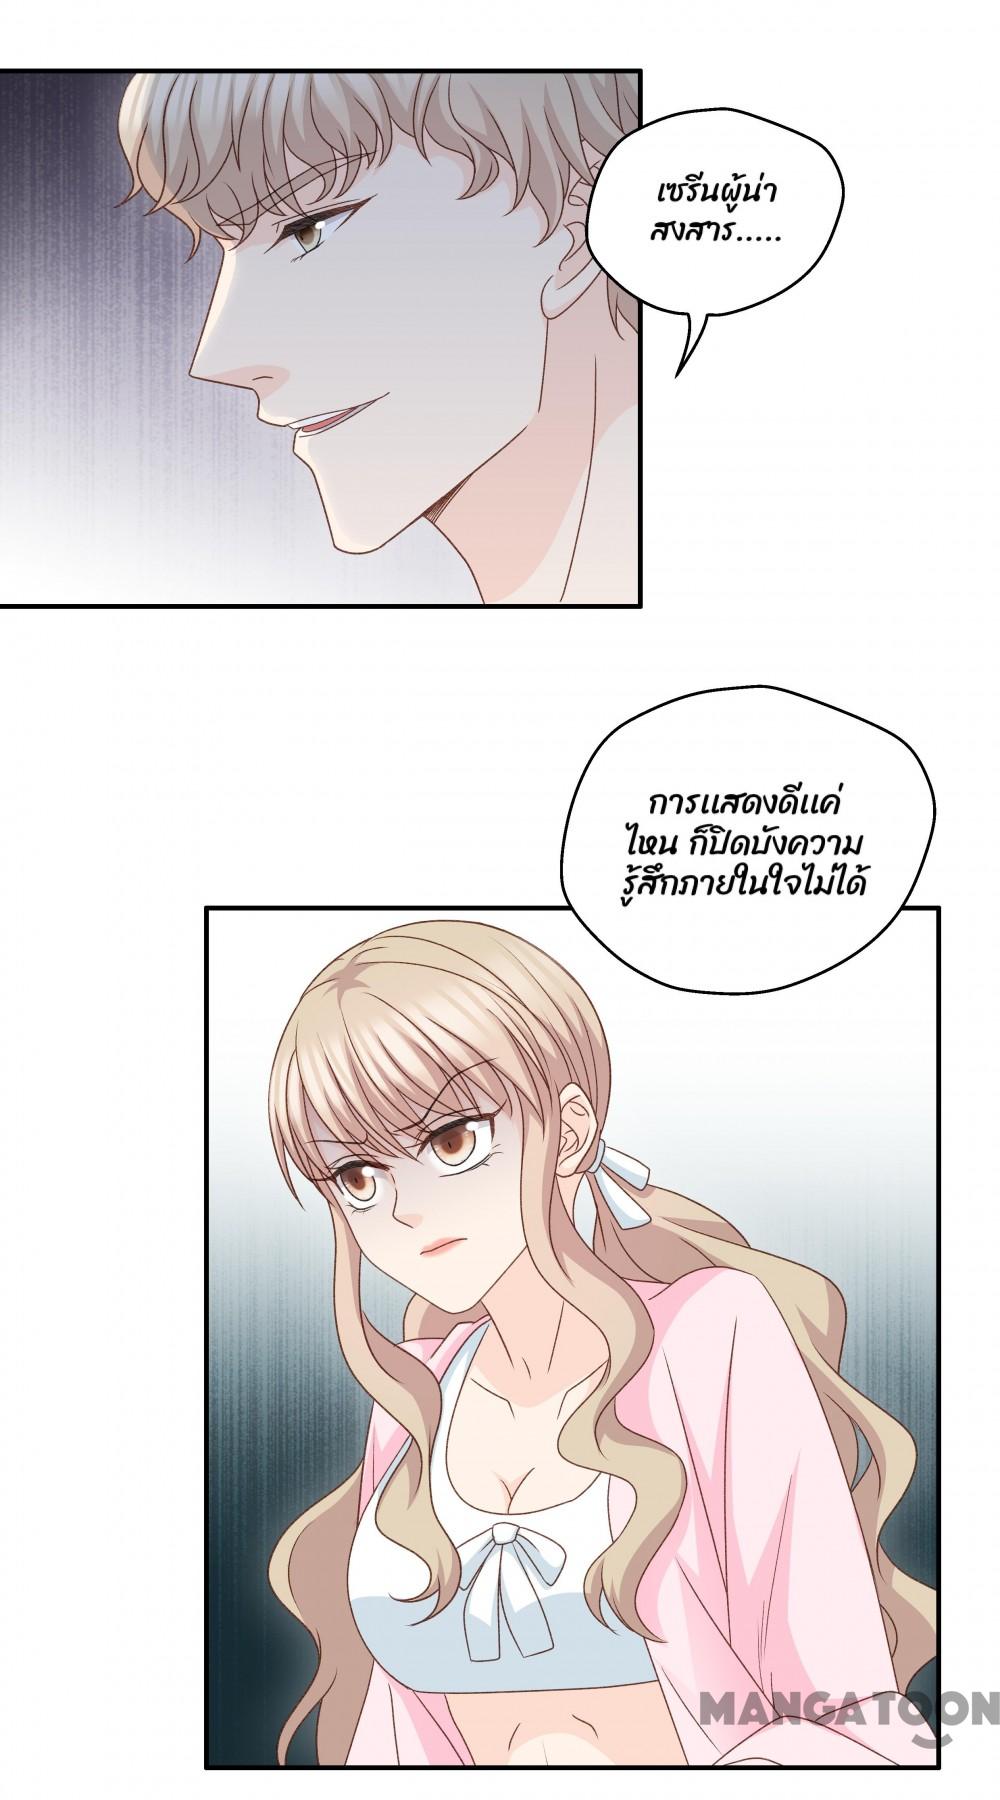 เซรีนผู้น่า
สงสาร.....
การแสดงดีแค่
ไหน ก็ปิดบังความ
รู้สึกภายในใจไม่ได้
MANGATOON